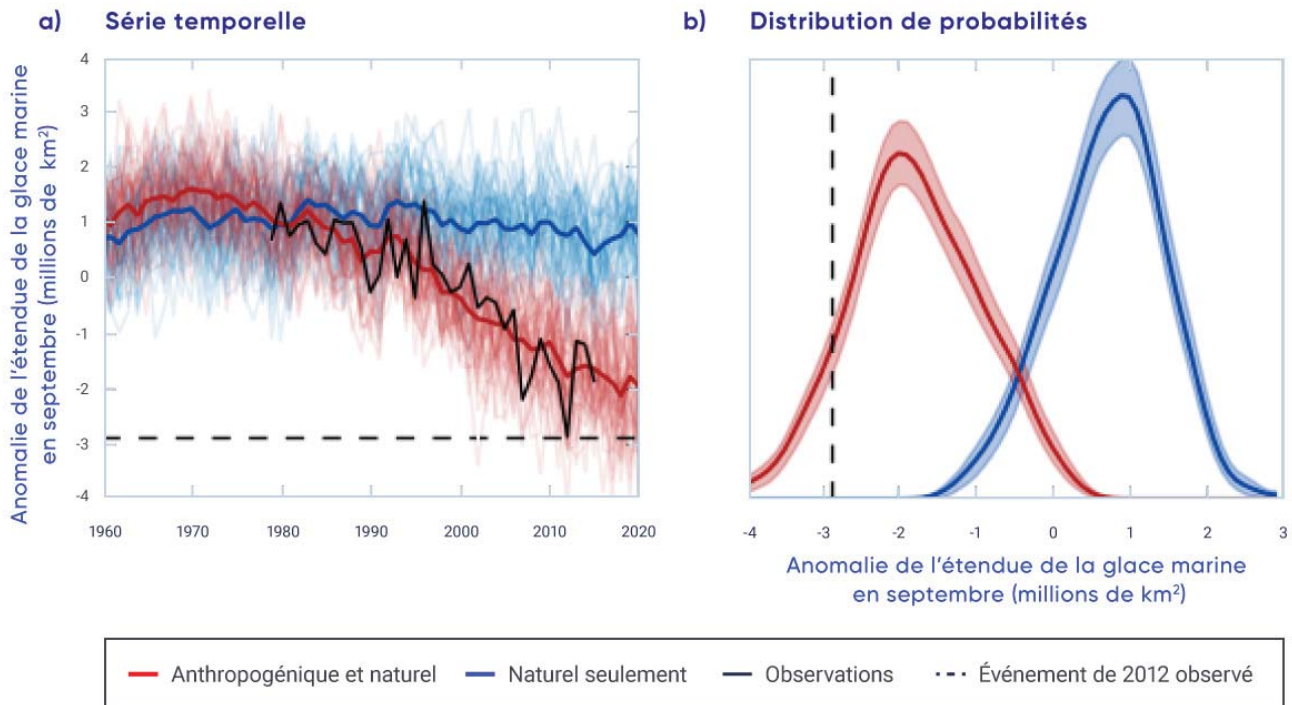 a) Série temporelle
Anomalie de l'étendue de la glace marine
en septembre (millions de km²)
4
3
2
1
0
-1
-2
-3
-4
1960 1970 1980 1990 2000 2010 2020
b) Distribution de probabilités
-4 -3 -2 -1 0 1 2 3
Anomalie de l'étendue de la glace marine
en septembre (millions de km²)
Anthropogénique et naturel Naturel seulement Observations Événement de 2012 observé